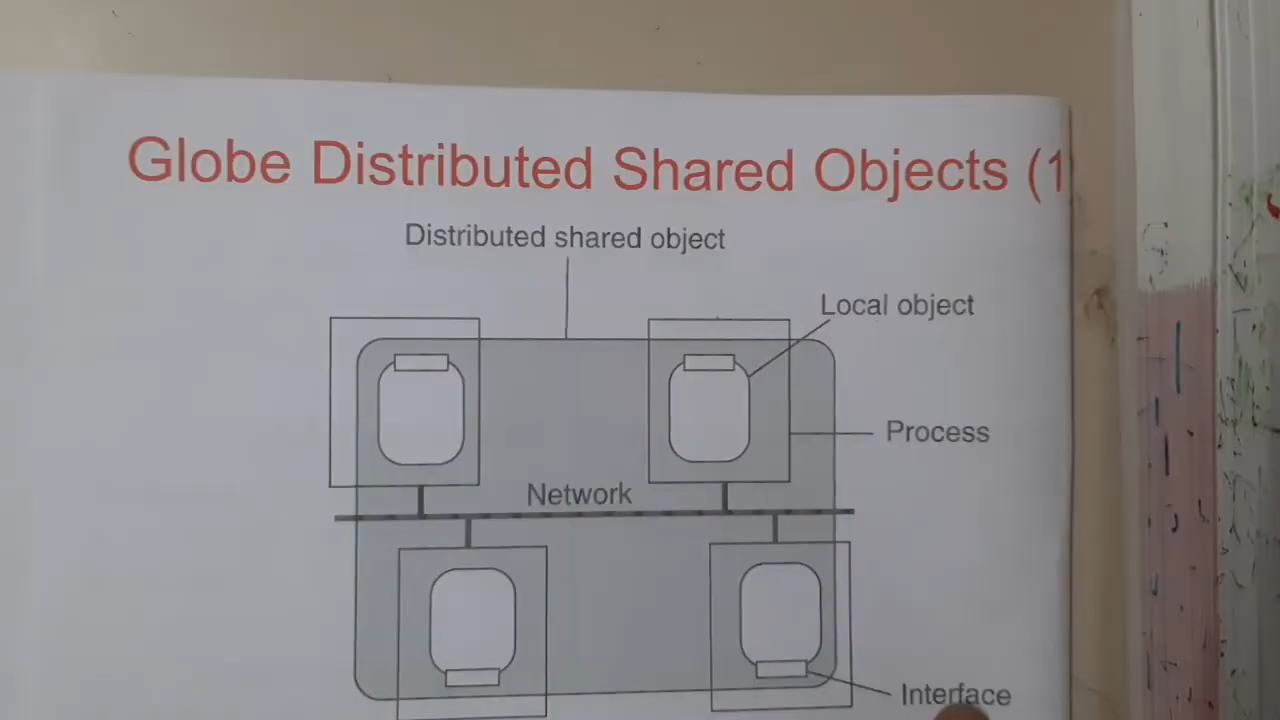 Globe Distributed Shared Objects (1
Distributed shared object
Local object
Process
Network
Interface